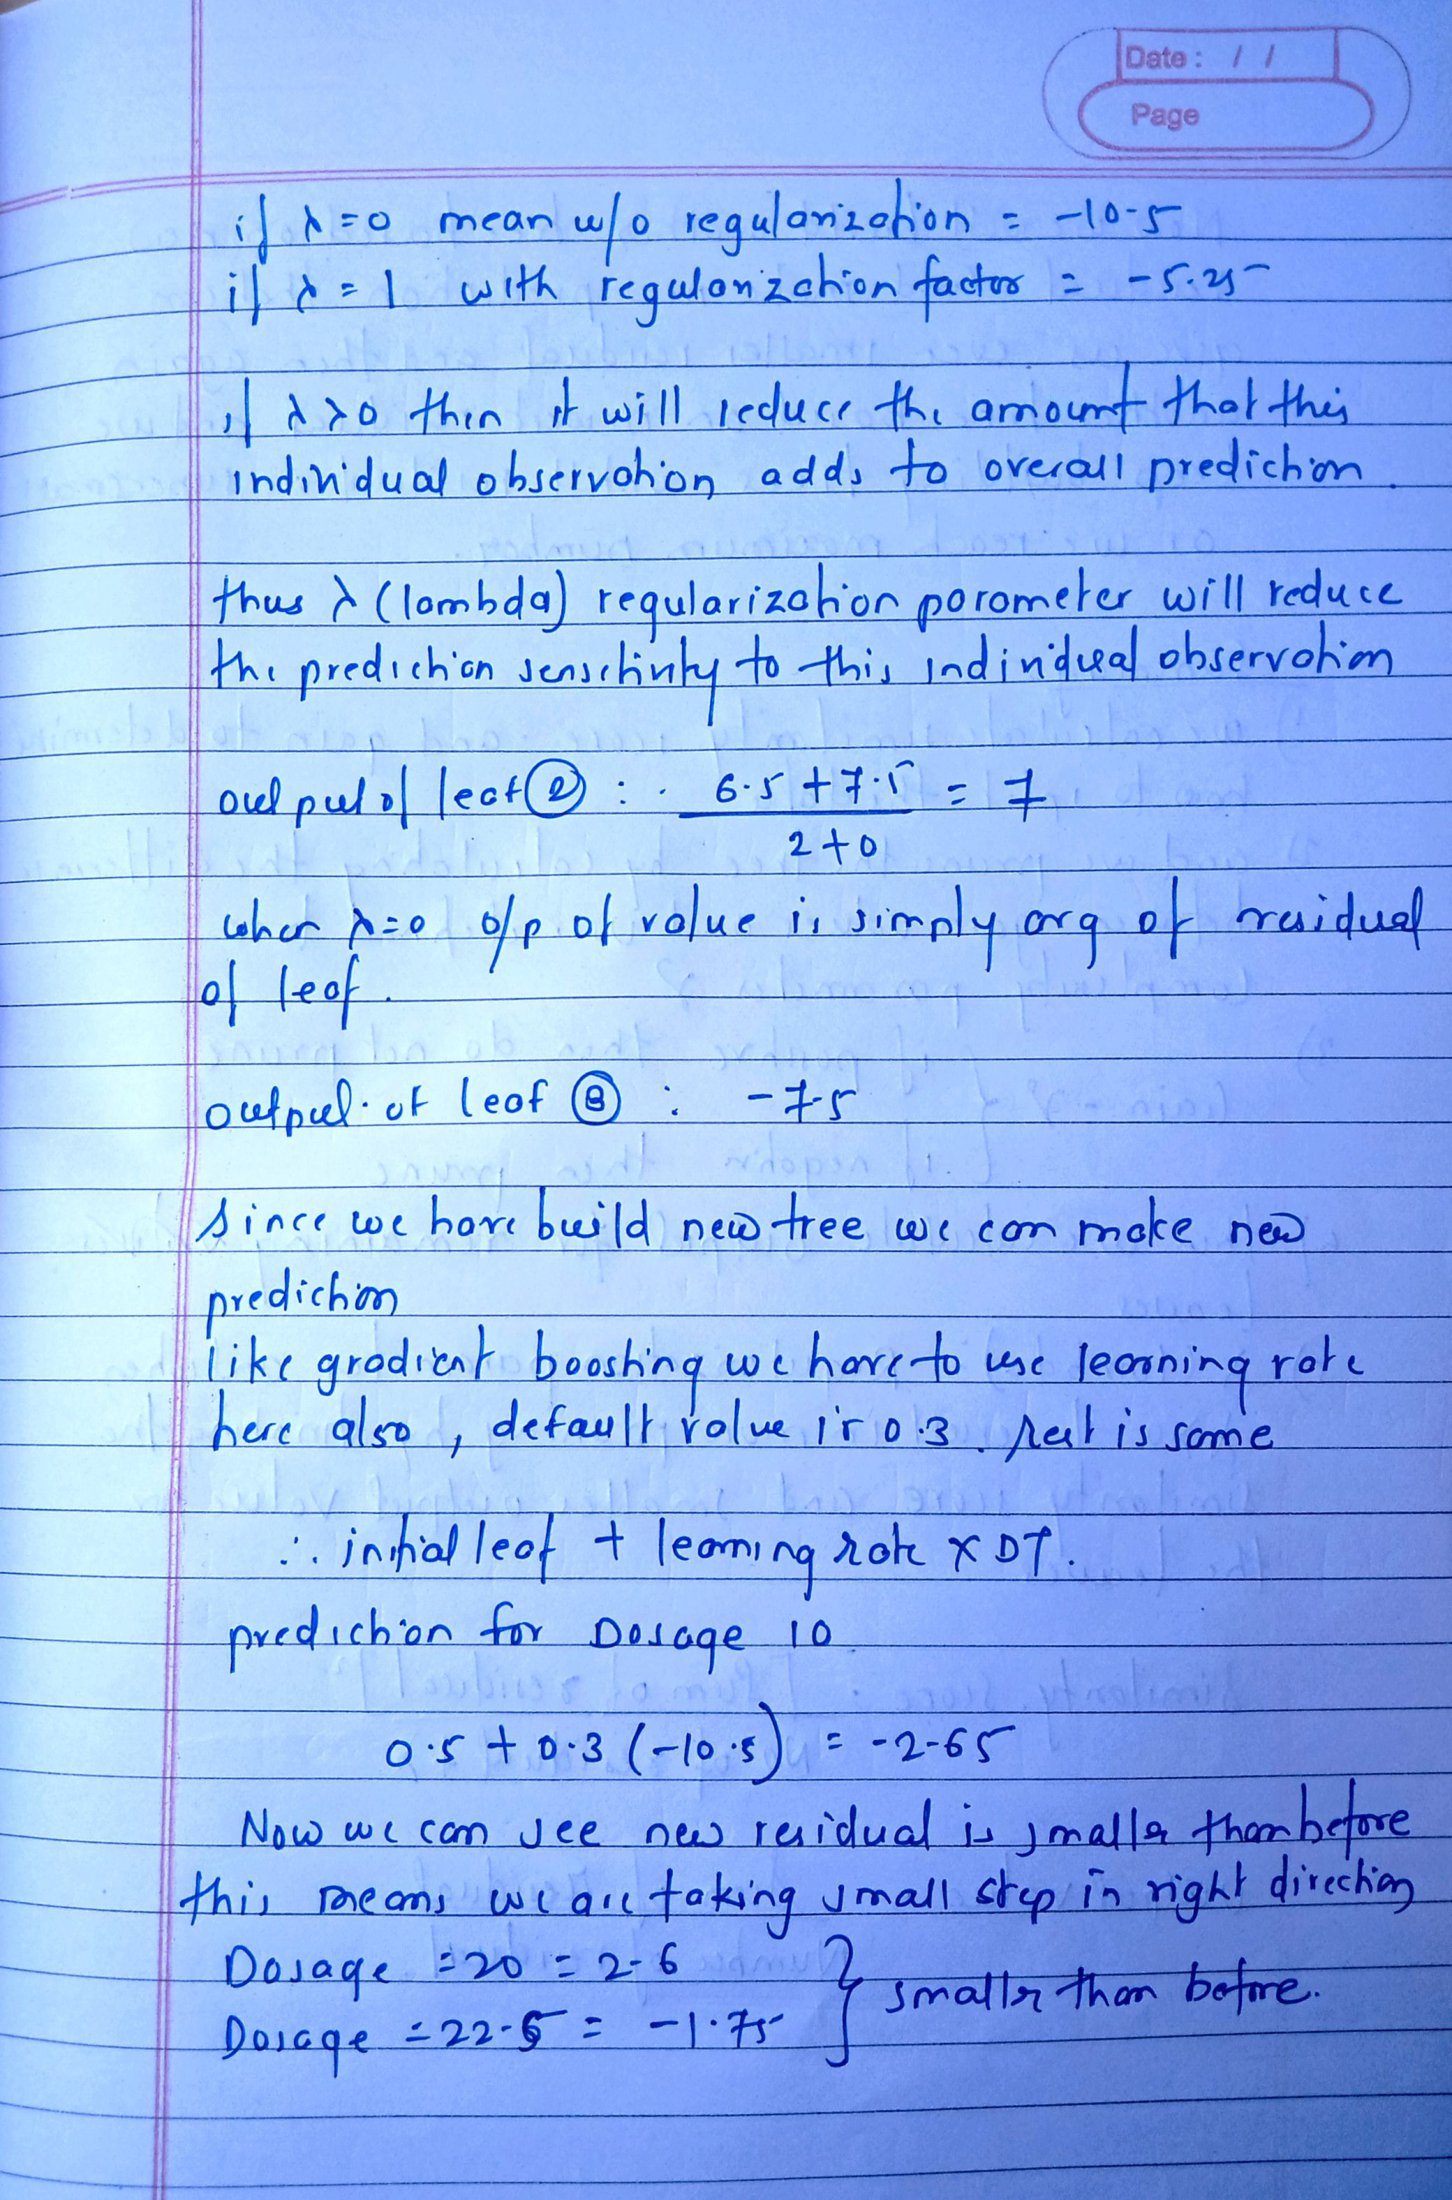 Date : / /
Page
if λ=0 mean w/o regularization = -10.5
if λ = 1 with regularization factor = -5.25
if λ>0 then it will reduce the amount that this
individual observation adds to overall prediction.
thus λ (lambda) regularization parameter will reduce
the prediction sensitivity to this individual observation
output of leaf ② : 6.5 + 7.5 = 7
2 + 0
when λ=0 o/p of value is simply avg of residual
of leaf.
output of leaf ③ : -7.5
since we have build new tree we can make new
prediction
like gradient boosting we have to use learning rate
here also, default value is 0.3. rest is same
∴ initial leaf + learning rate x DT.
prediction for Dosage 10
0.5 + 0.3 (-10.5) = -2.65
Now we can see new residual is smaller than before
this means we are taking small step in right direction
Dosage = 20 = 2.6 } smaller than before.
Dosage = 22.5 = -1.75